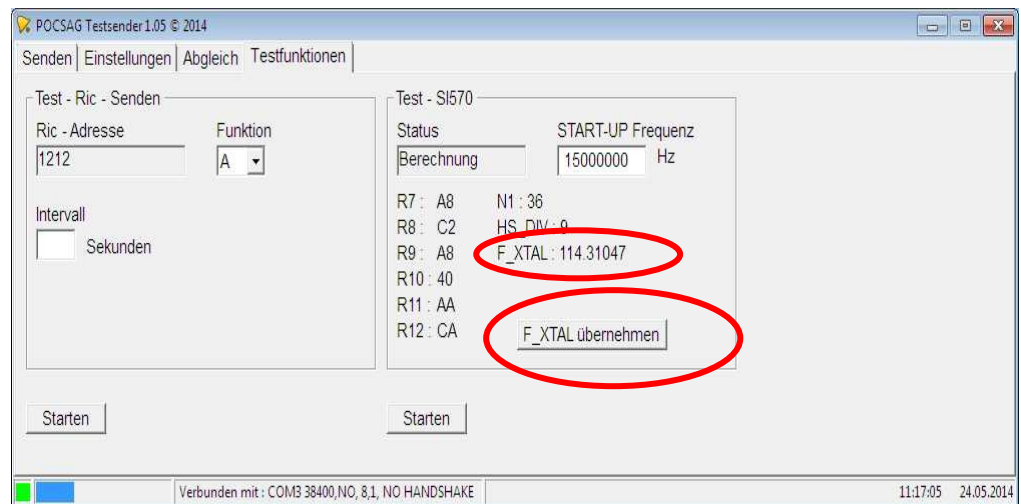 POCSAG Testsender 1.05 © 2014
Senden Einstellungen Abgleich Testfunktionen
Test - Ric - Senden
Ric - Adresse Funktion
1212 A
Intervall
Sekunden
Starten
Test - SI570
Status START-UP Frequenz
Berechnung 15000000 Hz
R7 : A8 N1 : 36
R8 : C2 HS_DIV : 9
R9 : A8 F_XTAL : 114.31047
R10 : 40
R11 : AA
R12 : CA F_XTAL übernehmen
Starten
Verbunden mit : COM3 38400,NO, 8,1, NO HANDSHAKE 11:17:05 24.05.2014